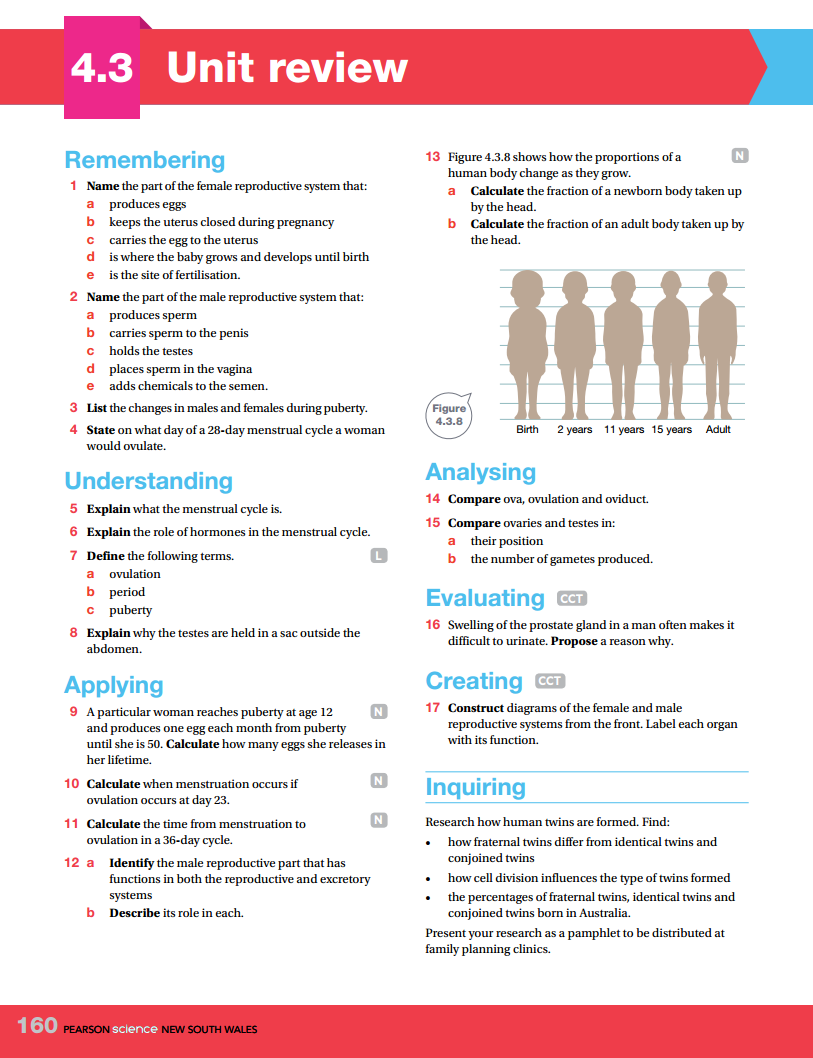 4.3 Unit review
Remembering
1 Name the part of the female reproductive system that:
a produces eggs
b keeps the uterus closed during pregnancy
c carries the egg to the uterus
d is where the baby grows and develops until birth
e is the site of fertilisation.
2 Name the part of the male reproductive system that:
a produces sperm
b carries sperm to the penis
c holds the testes
d places sperm in the vagina
e adds chemicals to the semen.
3 List the changes in males and females during puberty.
4 State on what day of a 28-day menstrual cycle a woman
would ovulate.
Understanding
5 Explain what the menstrual cycle is.
6 Explain the role of hormones in the menstrual cycle.
7 Define the following terms. L
a ovulation
b period
c puberty
8 Explain why the testes are held in a sac outside the
abdomen.
Applying
9 A particular woman reaches puberty at age 12 N
and produces one egg each month from puberty
until she is 50. Calculate how many eggs she releases in
her lifetime.
10 Calculate when menstruation occurs if N
ovulation occurs at day 23.
11 Calculate the time from menstruation to N
ovulation in a 36-day cycle.
12 a Identify the male reproductive part that has
functions in both the reproductive and excretory
systems
b Describe its role in each.
13 Figure 4.3.8 shows how the proportions of a N
human body change as they grow.
a Calculate the fraction of a newborn body taken up
by the head.
b Calculate the fraction of an adult body taken up by
the head.
Figure
4.3.8
Birth 2 years 11 years 15 years Adult
Analysing
14 Compare ova, ovulation and oviduct.
15 Compare ovaries and testes in:
a their position
b the number of gametes produced.
Evaluating CCT
16 Swelling of the prostate gland in a man often makes it
difficult to urinate. Propose a reason why.
Creating CCT
17 Construct diagrams of the female and male
reproductive systems from the front. Label each organ
with its function.
Inquiring
Research how human twins are formed. Find:
• how fraternal twins differ from identical twins and
conjoined twins
• how cell division influences the type of twins formed
• the percentages of fraternal twins, identical twins and
conjoined twins born in Australia.
Present your research as a pamphlet to be distributed at
family planning clinics.
160 PEARSON science NEW SOUTH WALES